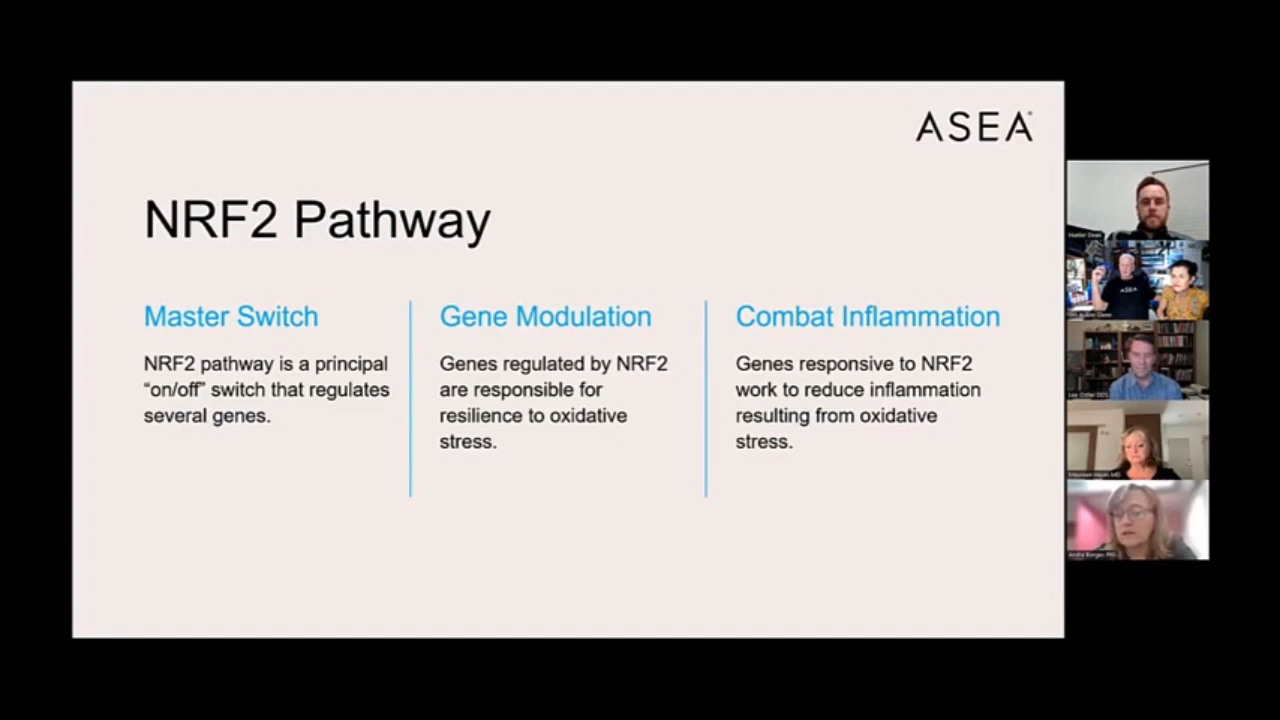 ASEA
NRF2 Pathway
Master Switch
NRF2 pathway is a principal
“on/off” switch that regulates
several genes.
Gene Modulation
Genes regulated by NRF2
are responsible for
resilience to oxidative
stress.
Combat Inflammation
Genes responsive to NRF2
work to reduce inflammation
resulting from oxidative
stress.
ASEA